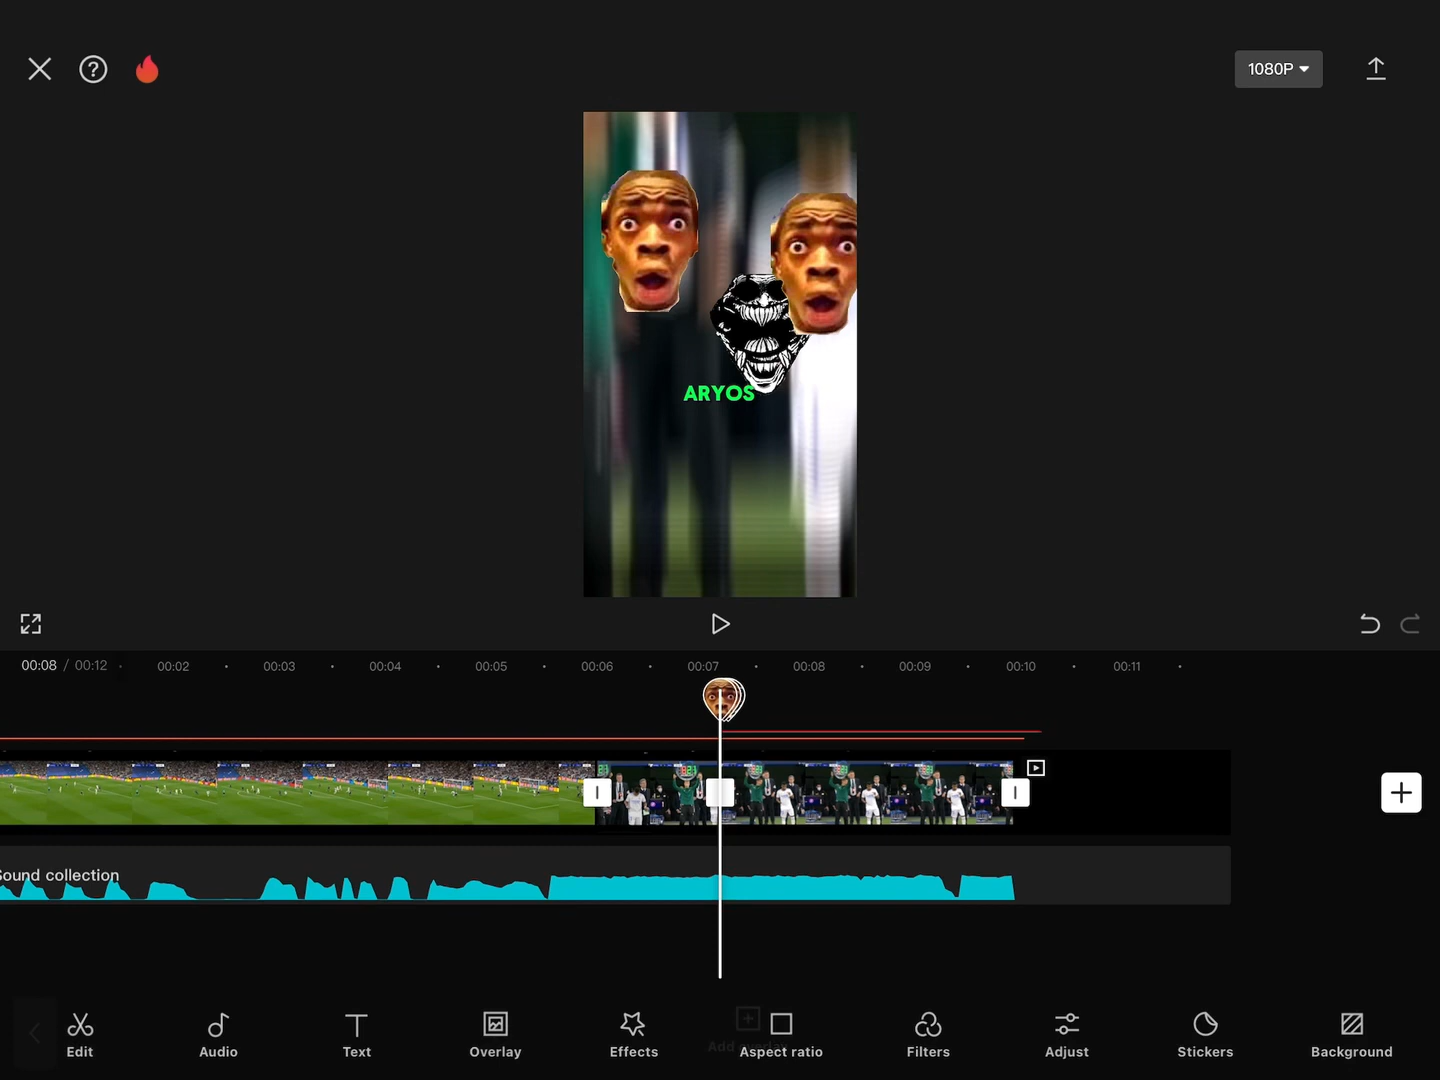 1080P
ARYOS
00:08 / 00:12
00:02
00:03
00:04
00:05
00:06
00:07
00:08
00:09
00:10
00:11
Sound collection
Edit
Audio
Text
Overlay
Effects
Aspect ratio
Filters
Adjust
Stickers
Background